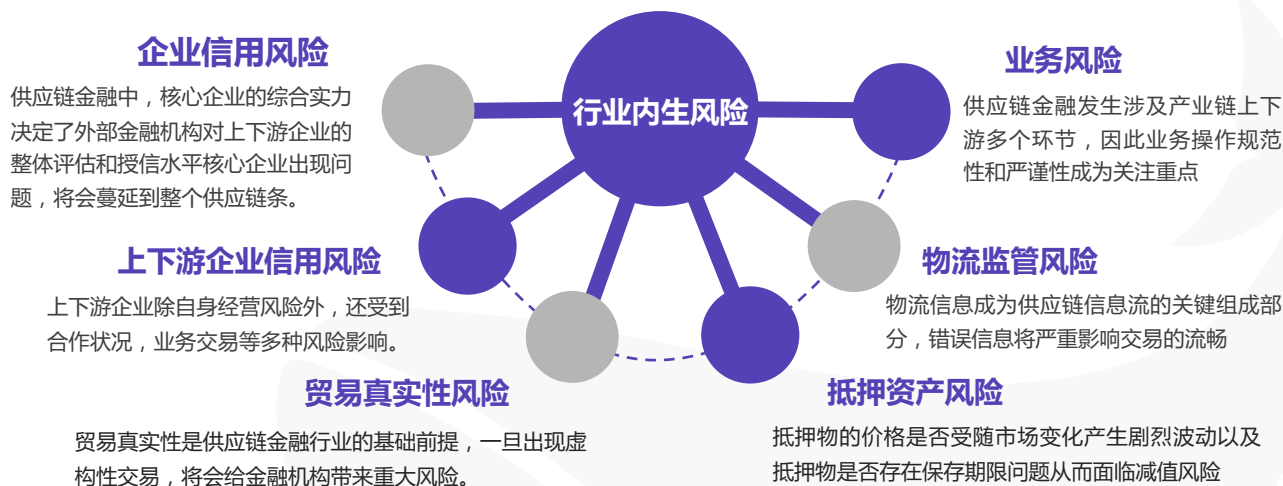 行业内生风险
企业信用风险
供应链金融中，核心企业的综合实力
决定了外部金融机构对上下游企业的
整体评估和授信水平核心企业出现问
题，将会蔓延到整个供应链条。
上下游企业信用风险
上下游企业除自身经营风险外，还受到
合作状况，业务交易等多种风险影响。
贸易真实性风险
贸易真实性是供应链金融行业的基础前提，一旦出现虚
构性交易，将会给金融机构带来重大风险。
业务风险
供应链金融发生涉及产业链上下
游多个环节，因此业务操作规范
性和严谨性成为关注重点
物流监管风险
物流信息成为供应链信息流的关键组成部
分，错误信息将严重影响交易的流畅
抵押资产风险
抵押物的价格是否受随市场变化产生剧烈波动以及
抵押物是否存在保存期限问题从而面临减值风险